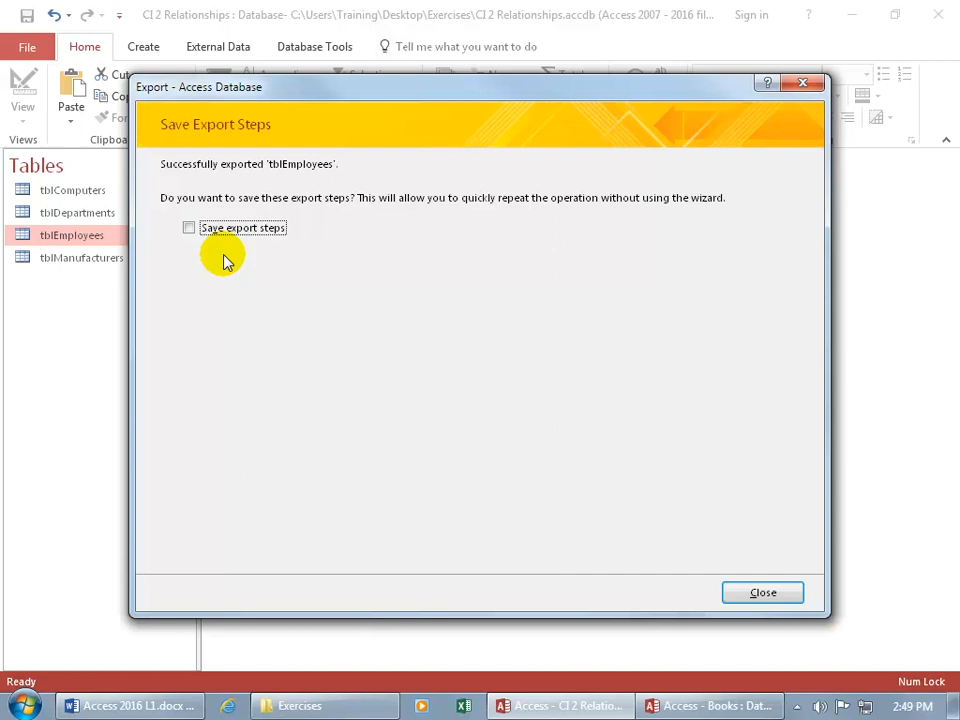 CI 2 Relationships : Database- C:\Users\Training\Desktop\Exercises\CI 2 Relationships.accdb (Access 2007 - 2016 fil... Sign in ?
File Home Create External Data Database Tools Tell me what you want to do
View
Paste
Cut
Views
Export - Access Database
Save Export Steps
Successfully exported 'tblEmployees'.
Do you want to save these export steps? This will allow you to quickly repeat the operation without using the wizard.
Save export steps
Close
Tables
tblComputers
tblDepartments
tblEmployees
tblManufacturers
Ready Num Lock
Access 2016 L1.docx ... Exercises Access - CI 2 Relatio... Access - Books : Dat... 2:49 PM